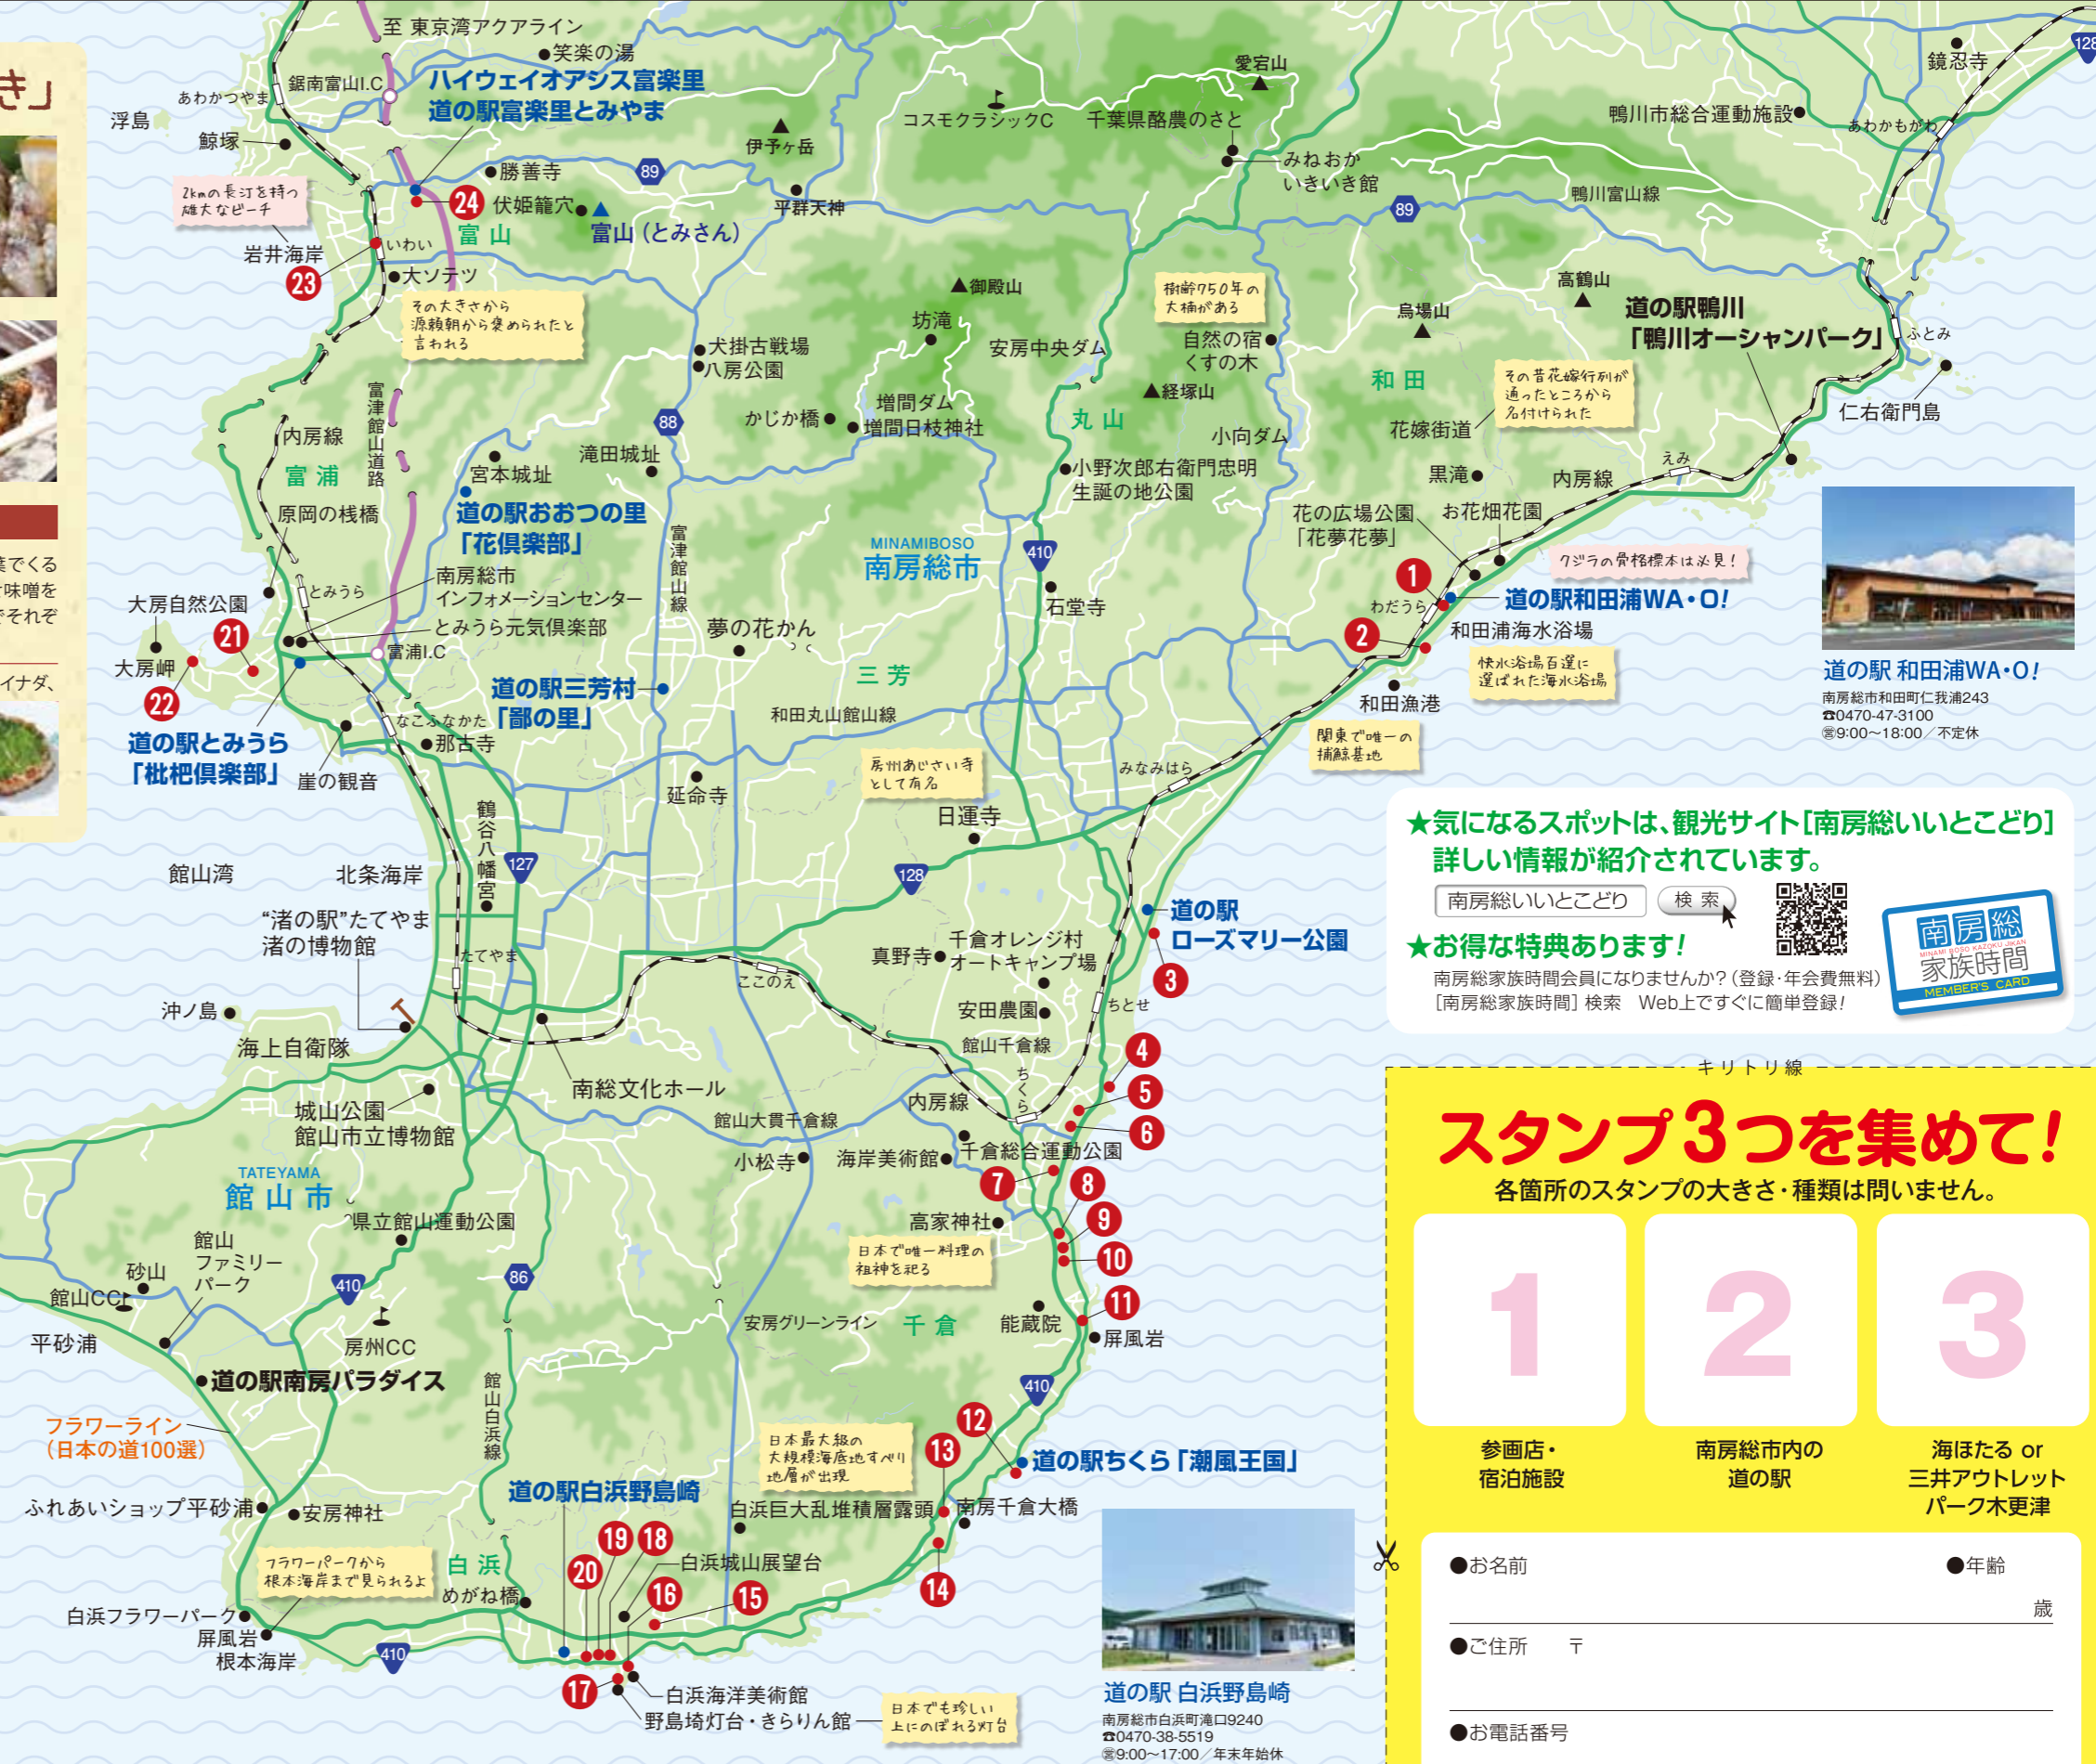 き」
葉でくる
味噌を
でそれぞ
イナダ、
至 東京湾アクアライン
笑楽の湯
鋸南富山I.C
あわかつやま
浮島
鯨塚
ハイウェイオアシス富楽里
道の駅富楽里とみやま
勝善寺
89
伊予ヶ岳
平群天神
コスモクラシックC
千葉県酪農のさと
愛宕山
みねおか
いきいき館
89
鴨川富山線
鴨川市総合運動施設
あわかもがわ
鏡忍寺
128
2kmの長汀を持つ
雄大なビーチ
岩井海岸
23
いわい
24
富山
伏姫籠穴
富山(とみさん)
大ソテツ
その大きさから
源頼朝から褒められたと
言われる
御殿山
坊滝
安房中央ダム
樹齢750年の
大楠がある
自然の宿
くすの木
経塚山
烏場山
高鶴山
道の駅鴨川
「鴨川オーシャンパーク」
ふとみ
仁右衛門島
和田
その昔花嫁行列が
通ったところから
名付けられた
花嫁街道
犬掛古戦場
八房公園
88
かじか橋
増間ダム
増間日枝神社
丸山
小向ダム
黒滝
内房線
えみ
富津館山道路
内房線
富浦
宮本城址
滝田城址
小野次郎右衛門忠明
生誕の地公園
原岡の桟橋
道の駅おおつの里
「花倶楽部」
富津館山線
MINAMIBOSO
南房総市
410
石堂寺
花の広場公園
「花夢花夢」
お花畑花園
クジラの骨格標本は必見!
1
わだうら
道の駅和田浦WA・O!
2
和田浦海水浴場
快水浴場百選に
選ばれた海水浴場
和田漁港
関東で唯一の
捕鯨基地
道の駅 和田浦WA・O!
南房総市和田町仁我浦243
☎0470-47-3100
㊡9:00〜18:00/不定休
とみうら
南房総市
インフォメーションセンター
とみうら元気倶楽部
大房自然公園
21
大房岬
22
富浦I.C
夢の花かん
三芳
道の駅三芳村
「鄙の里」
和田丸山館山線
道の駅とみうら
「枇杷倶楽部」
なこふなかた
那古寺
崖の観音
延命寺
房州あじさい寺
として有名
日運寺
みなみはら
鶴谷八幡宮
127
128
館山湾
北条海岸
“渚の駅”たてやま
渚の博物館
たてやま
ここのえ
真野寺
千倉オレンジ村
オートキャンプ場
道の駅
ローズマリー公園
3
ちとせ
安田農園
館山千倉線
沖ノ島
海上自衛隊
南総文化ホール
城山公園
館山市立博物館
館山大貫千倉線
内房線
ちくら
4
5
6
小松寺
海岸美術館
千倉総合運動公園
7
8
9
10
11
TATEYAMA
館山市
県立館山運動公園
館山
ファミリー
パーク
砂山
館山CC
平砂浦
410
86
房州CC
高家神社
日本で唯一料理の
祖神を祀る
安房グリーンライン
千倉
能蔵院
屏風岩
410
道の駅南房パラダイス
フラワーライン
(日本の道100選)
館山白浜線
12
道の駅ちくら「潮風王国」
13
日本最大級の
大規模海底地すべり
地層が出現
白浜巨大乱堆積層露頭
南房千倉大橋
14
ふれあいショップ平砂浦
安房神社
フラワーパークから
根本海岸まで見られるよ
白浜
めがね橋
道の駅白浜野島崎
20
19
18
白浜城山展望台
16
15
白浜フラワーパーク
屏風岩
根本海岸
410
17
白浜海洋美術館
野島埼灯台・きらりん館
日本でも珍しい
上にのぼれる灯台
道の駅 白浜野島崎
南房総市白浜町滝口9240
☎0470-38-5519
㊡9:00〜17:00/年末年始休
★気になるスポットは、観光サイト[南房総いいとこどり]
詳しい情報が紹介されています。
南房総いいとこどり 検索
★お得な特典あります!
南房総家族時間会員になりませんか?(登録・年会費無料)
[南房総家族時間] 検索 Web上ですぐに簡単登録!
南房総
MINAMI BOSO KAZOKU JIKAN
家族時間
MEMBER'S CARD
キリトリ線
スタンプ3つを集めて!
各箇所のスタンプの大きさ・種類は問いません。
1 2 3
参画店・
宿泊施設
南房総市内の
道の駅
海ほたる or
三井アウトレット
パーク木更津
●お名前 ●年齢
歳
●ご住所 〒
●お電話番号